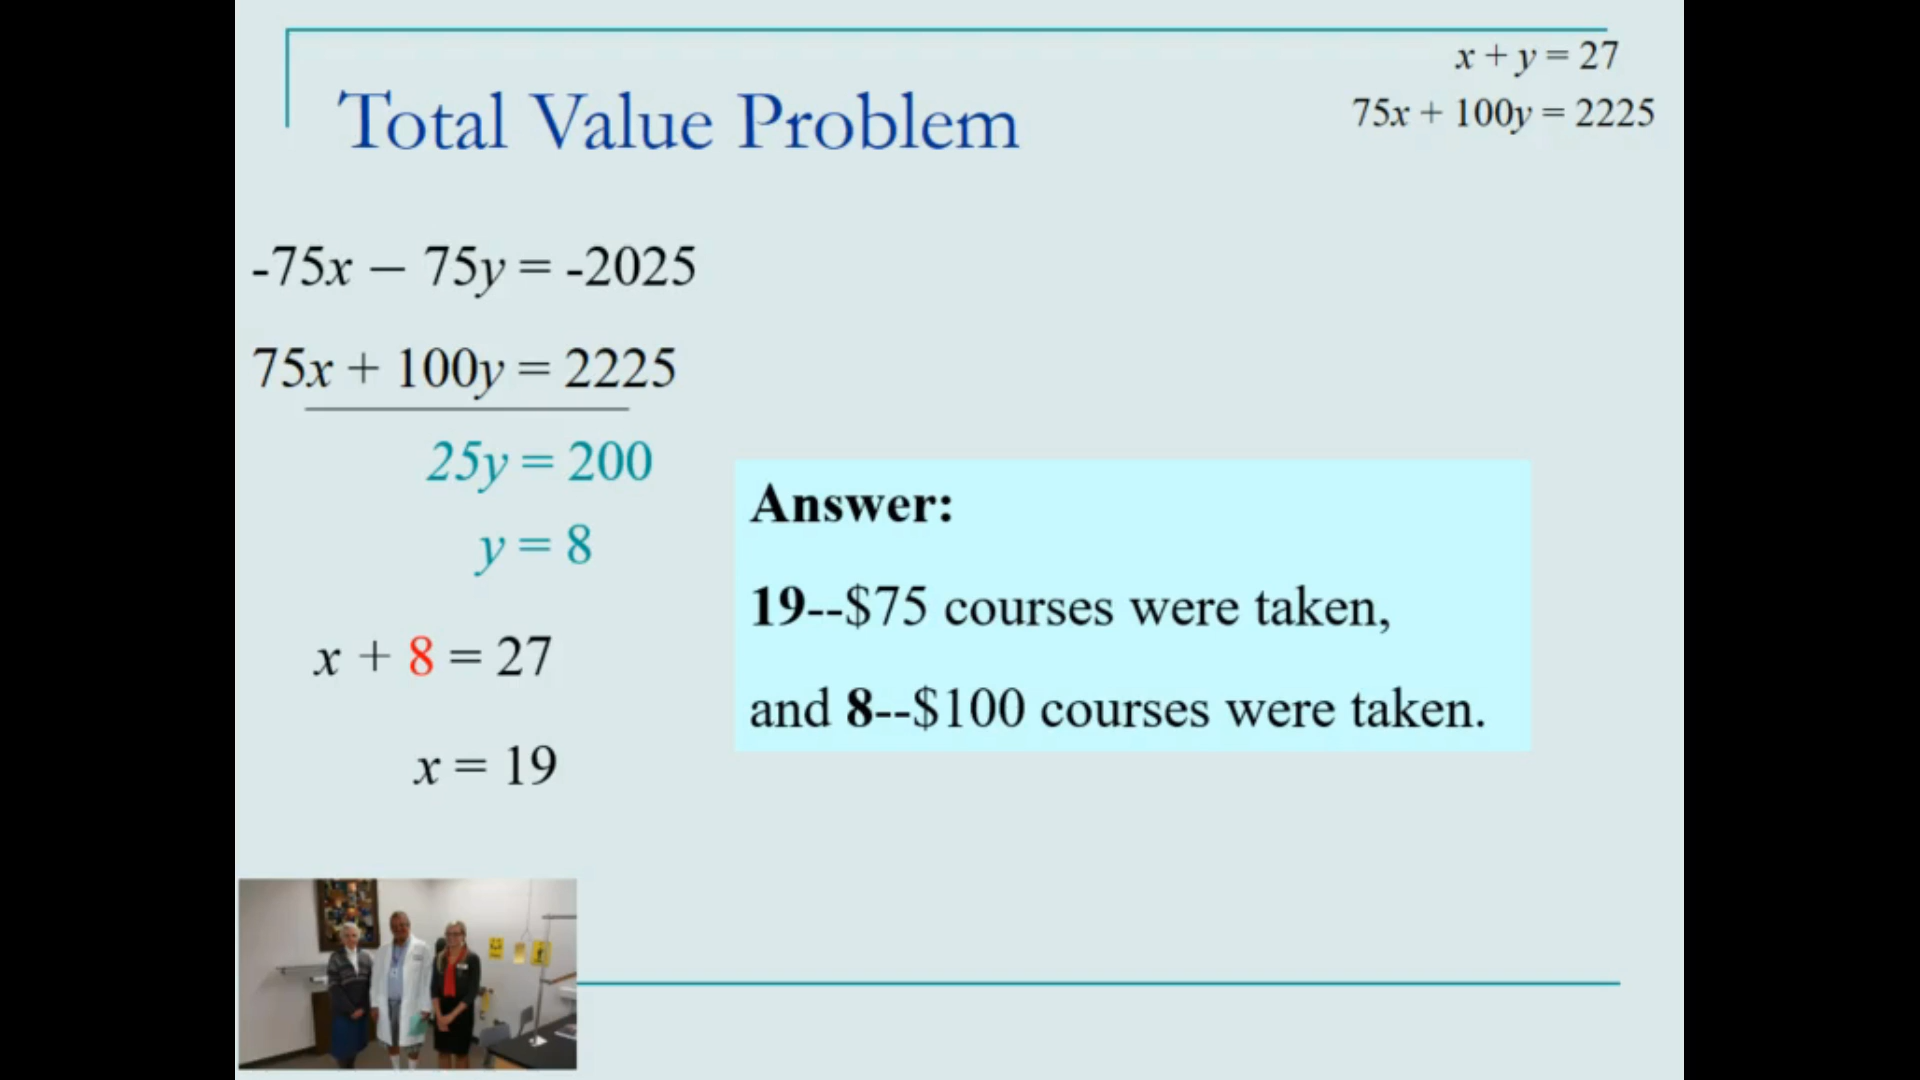 x + y = 27
75x + 100y = 2225
Total Value Problem
-75x – 75y = -2025
75x + 100y = 2225
25y = 200
y = 8
x + 8 = 27
x = 19
Answer:
19--$75 courses were taken,
and 8--$100 courses were taken.